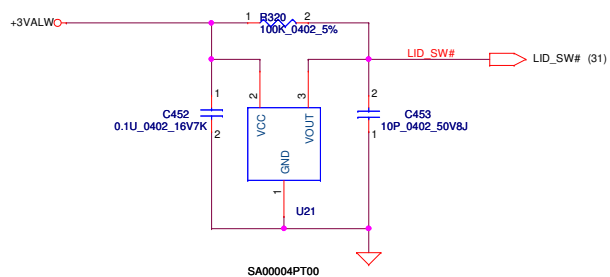 R320
1 2
100K_0402_5%
+3VALW
LID_SW#
LID_SW# (31)
1
2
3
2
C452
0.1U_0402_16V7K
2
VCC
VOUT
GND
C453
10P_0402_50V8J
1
1
U21
SA00004PT00